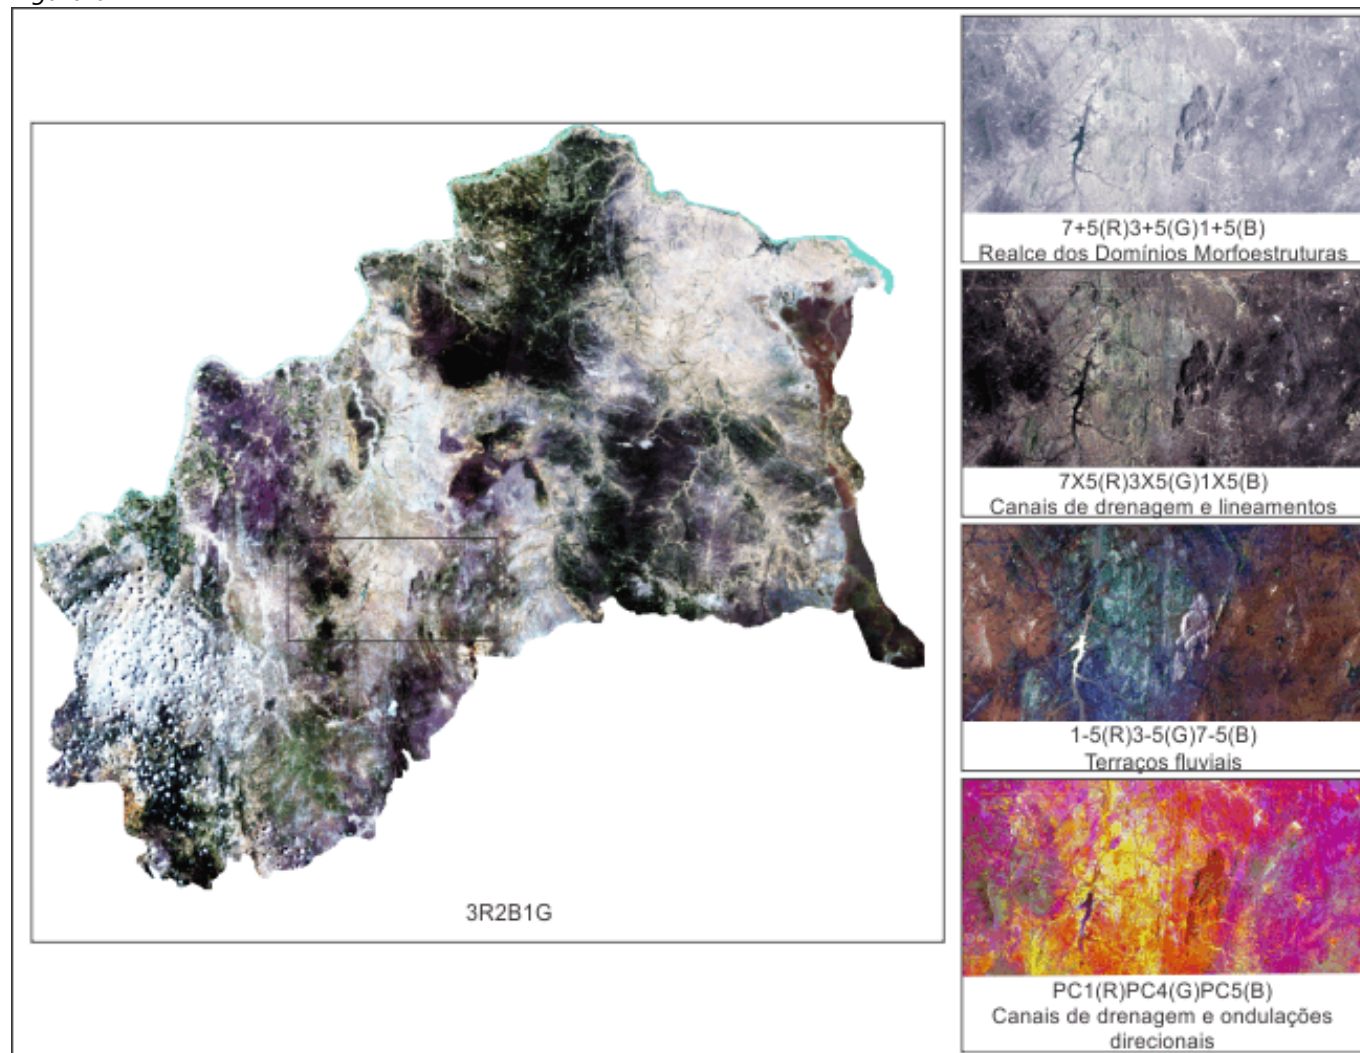 3R2B1G
7+5(R)3+5(G)1+5(B)
Realce dos Domínios Morfoestruturas
7X5(R)3X5(G)1X5(B)
Canais de drenagem e lineamentos
1-5(R)3-5(G)7-5(B)
Terraços fluviais
PC1(R)PC4(G)PC5(B)
Canais de drenagem e ondulações
direcionais